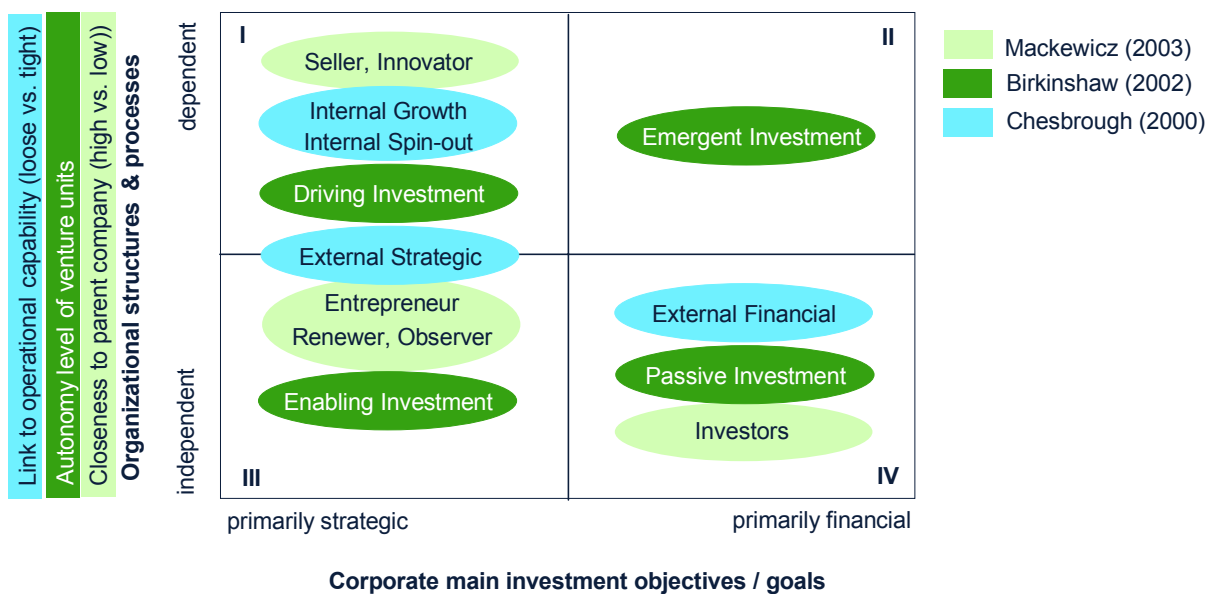 Link to operational capability (loose vs. tight)
Autonomy level of venture units
Closeness to parent company (high vs. low))
Organizational structures & processes
dependent
independent
I
Seller, Innovator
Internal Growth
Internal Spin-out
Driving Investment
External Strategic
Entrepreneur
Renewer, Observer
Enabling Investment
III
II
Emergent Investment
External Financial
Passive Investment
Investors
IV
primarily strategic
primarily financial
Corporate main investment objectives / goals
Mackewicz (2003)
Birkinshaw (2002)
Chesbrough (2000)